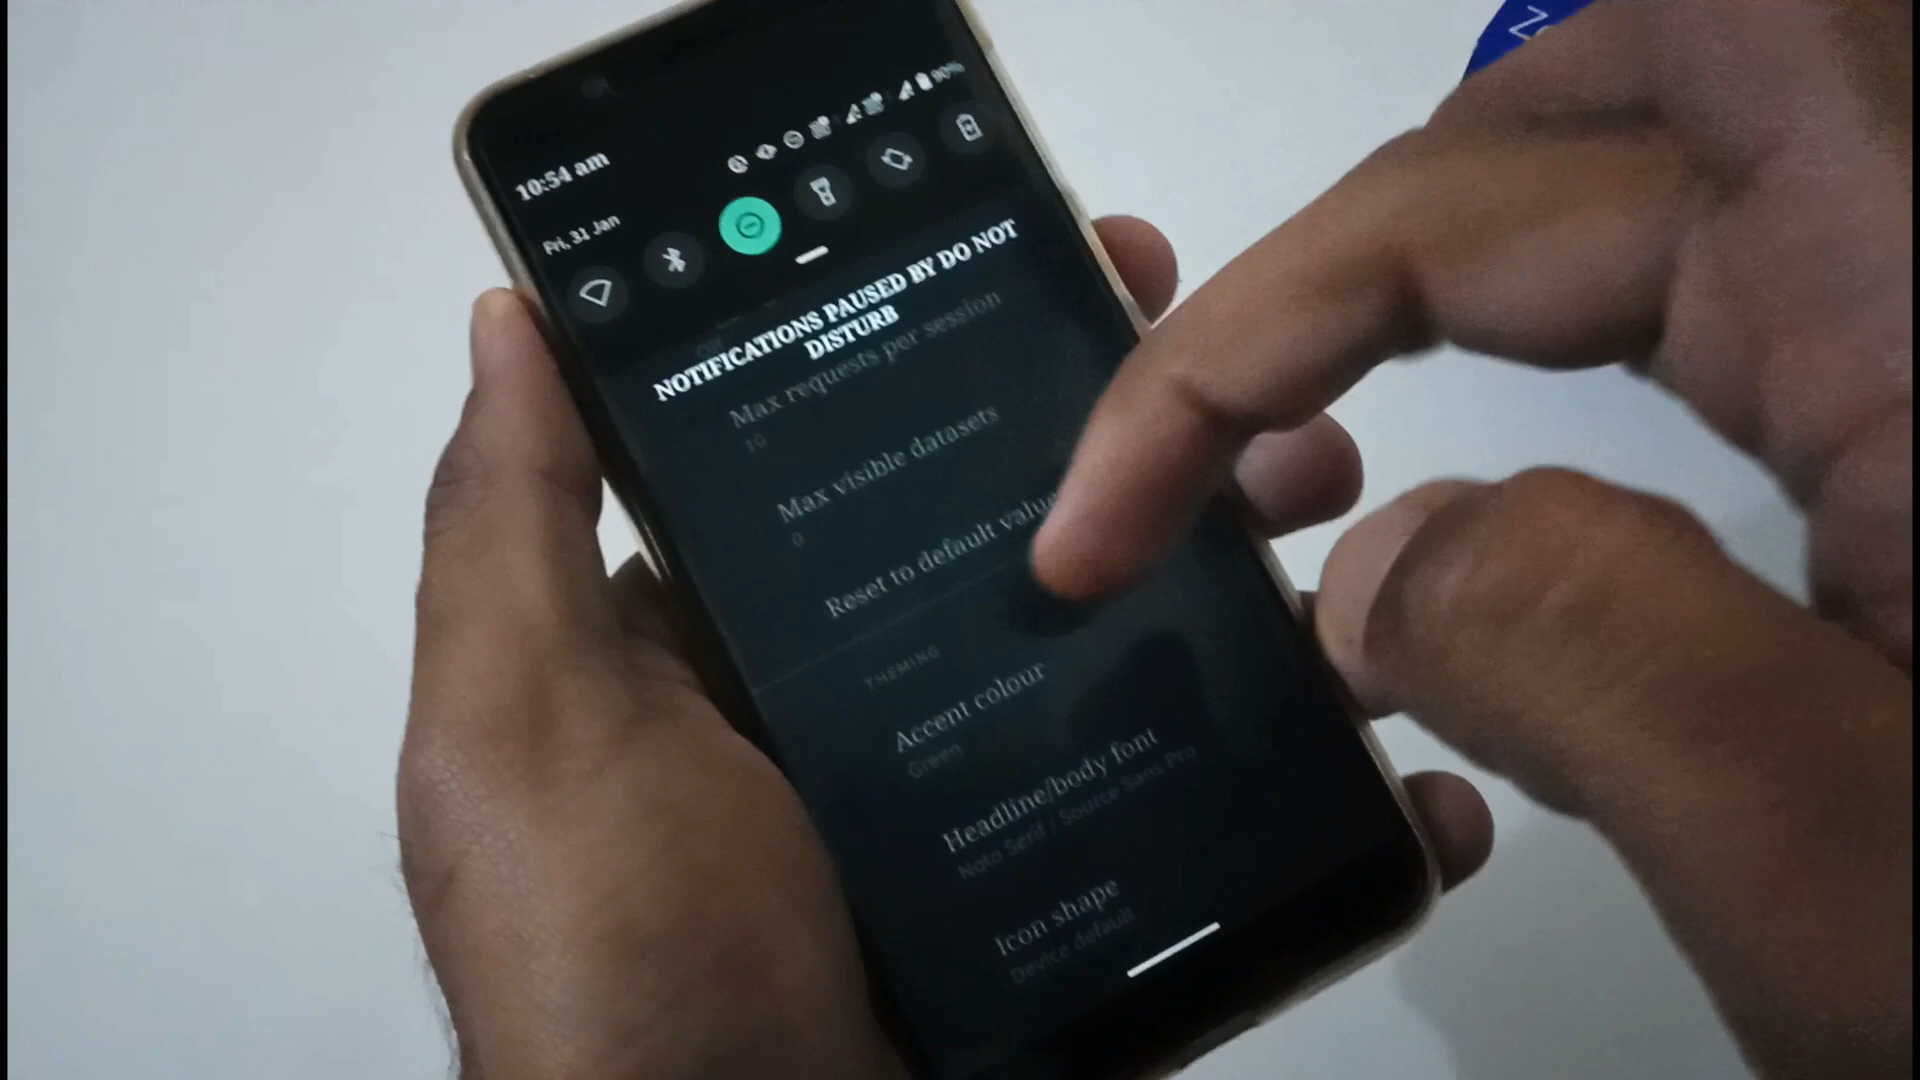 90%
10:54 am
Fri, 31 Jan
NOTIFICATIONS PAUSED BY DO NOT
DISTURB
Off
Max requests per session
10
Max visible datasets
0
Reset to default
THEMING
Accent colour
Green
Headline/body font
Noto Serif / Source Sans Pro
Icon shape
Device default